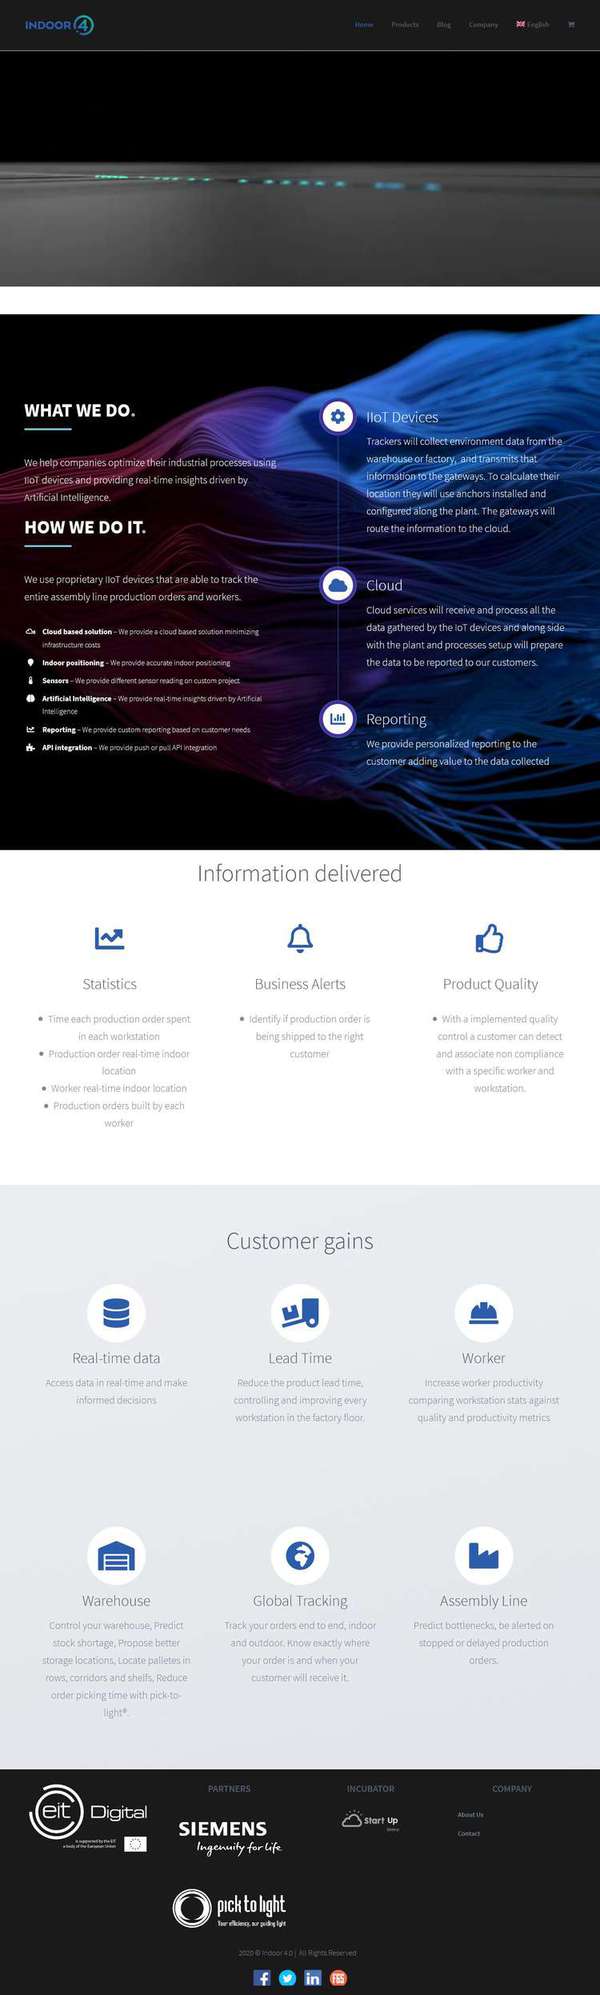 INDOOR 4
Home Products Blog Company English
WHAT WE DO.
We help companies optimize their industrial processes using
IIoT devices and providing real-time insights driven by
Artificial Intelligence.
HOW WE DO IT.
We use proprietary IIoT devices that are able to track the
entire assembly line production orders and workers.
Cloud based solution – We provide a cloud based solution minimizing
infrastructure costs
Indoor positioning – We provide accurate indoor positioning
Sensors – We provide different sensor reading on custom project
Artificial Intelligence – We provide real-time insights driven by Artificial
Intelligence
Reporting – We provide custom reporting based on customer needs
API integration – We provide push or pull API integration
IIoT Devices
Trackers will collect environment data from the
warehouse or factory, and transmits that
information to the gateways. To calculate their
location they will use anchors installed and
configured along the plant. The gateways will
route the information to the cloud.
Cloud
Cloud services will receive and process all the
data gathered by the IoT devices and along side
with the plant and processes setup will prepare
the data to be reported to our customers.
Reporting
We provide personalized reporting to the
customer adding value to the data collected
Information delivered
Statistics
• Time each production order spent
in each workstation
• Production order real-time indoor
location
• Worker real-time indoor location
• Production orders built by each
worker
Business Alerts
• Identify if production order is
being shipped to the right
customer
Product Quality
• With a implemented quality
control a customer can detect
and associate non compliance
with a specific worker and
workstation.
Customer gains
Real-time data
Access data in real-time and make
informed decisions
Lead Time
Reduce the product lead time,
controlling and improving every
workstation in the factory floor.
Worker
Increase worker productivity
comparing workstation stats against
quality and productivity metrics
Warehouse
Control your warehouse, Predict
stock shortage, Propose better
storage locations, Locate palletes in
rows, corridors and shelfs, Reduce
order picking time with pick-to-
light®.
Global Tracking
Track your orders end to end, indoor
and outdoor. Know exactly where
your order is and when your
customer will receive it.
Assembly Line
Predict bottlenecks, be alerted on
stopped or delayed production
orders.
eit Digital
is supported by the EIT
a body of the European Union
PARTNERS
SIEMENS
Ingenuity for life
pick to light
Your efficiency, our guiding light
INCUBATOR
Start Up
COMPANY
About Us
Contact
2020 © Indoor 4.0 | All Rights Reserved